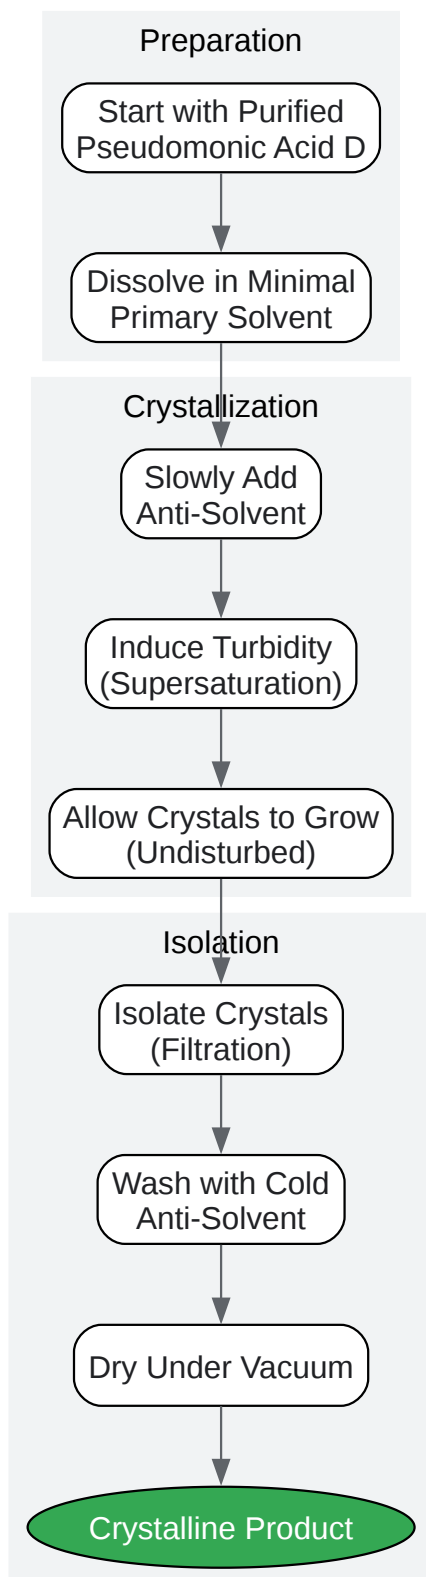 Preparation
Start with Purified
Pseudomonic Acid D
Dissolve in Minimal
Primary Solvent
Crystallization
Slowly Add
Anti-Solvent
Induce Turbidity
(Supersaturation)
Allow Crystals to Grow
(Undisturbed)
Isolation
Isolate Crystals
(Filtration)
Wash with Cold
Anti-Solvent
Dry Under Vacuum
Crystalline Product